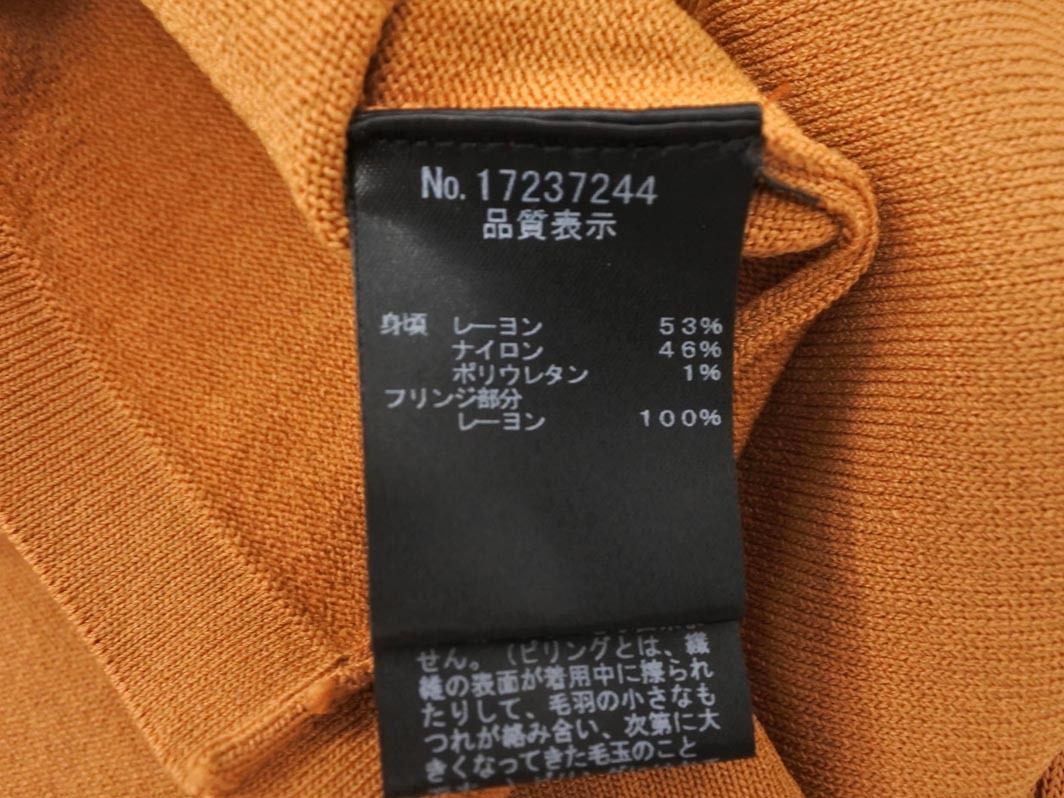 No.17237244
品質表示
身頃 レーヨン 53%
ナイロン 46%
ポリウレタン 1%
フリンジ部分
レーヨン 100%
せん。(ピリングとは、繊
維の表面が着用中に擦られ
たりして、毛羽の小さなも
つれが絡み合い、次第に大
きくなってきた毛玉のこと